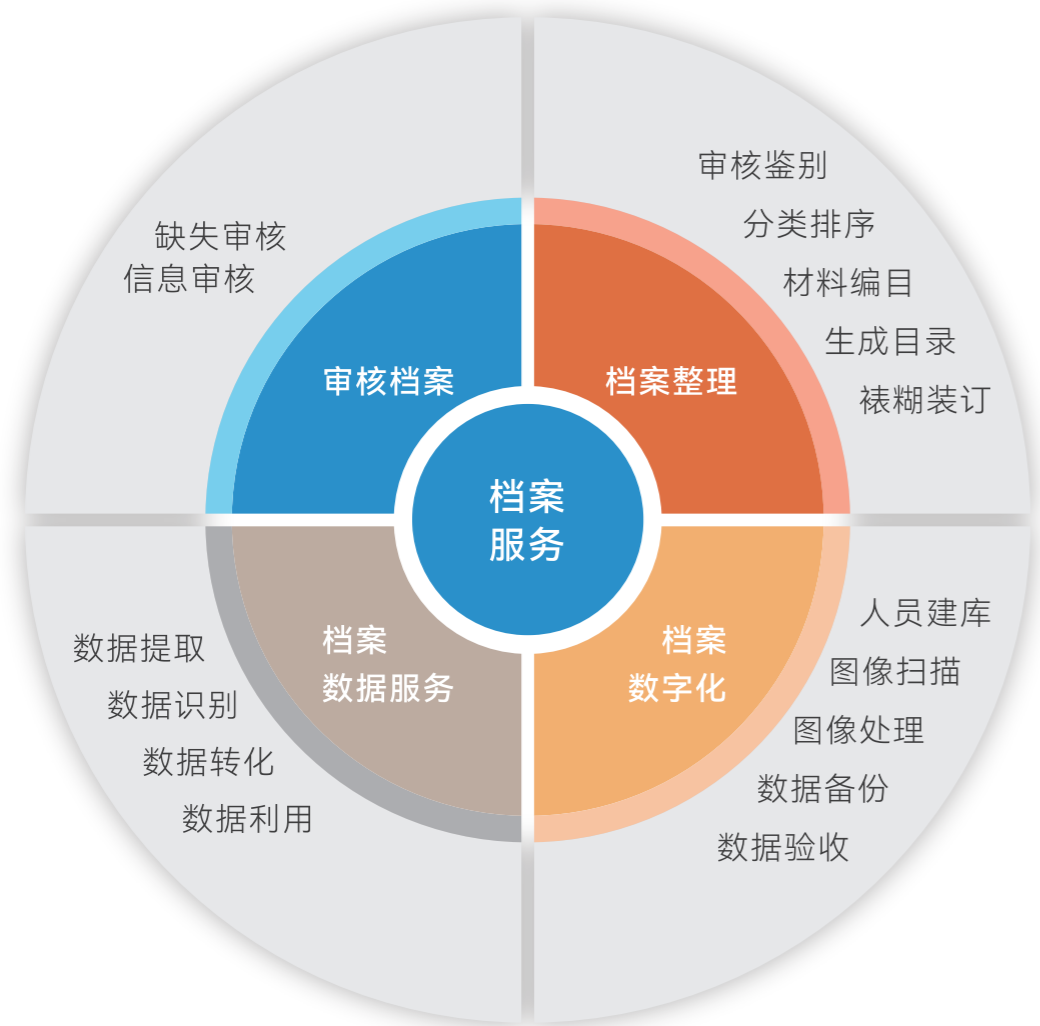 缺失审核
信息审核
审核档案
审核鉴别
分类排序
材料编目
生成目录
裱糊装订
档案整理
档案
服务
数据提取
数据识别
数据转化
数据利用
档案
数据服务
档案
数字化
人员建库
图像扫描
图像处理
数据备份
数据验收